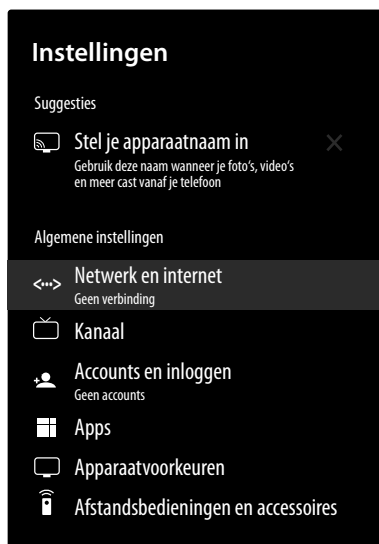 Instellingen
Suggesties
Stel je apparaatnaam in
Gebruik deze naam wanneer je foto's, video's
en meer cast vanaf je telefoon
Algemene instellingen
Netwerk en internet
Geen verbinding
Kanaal
Accounts en inloggen
Geen accounts
Apps
Apparaatvoorkeuren
Afstandsbedieningen en accessoires